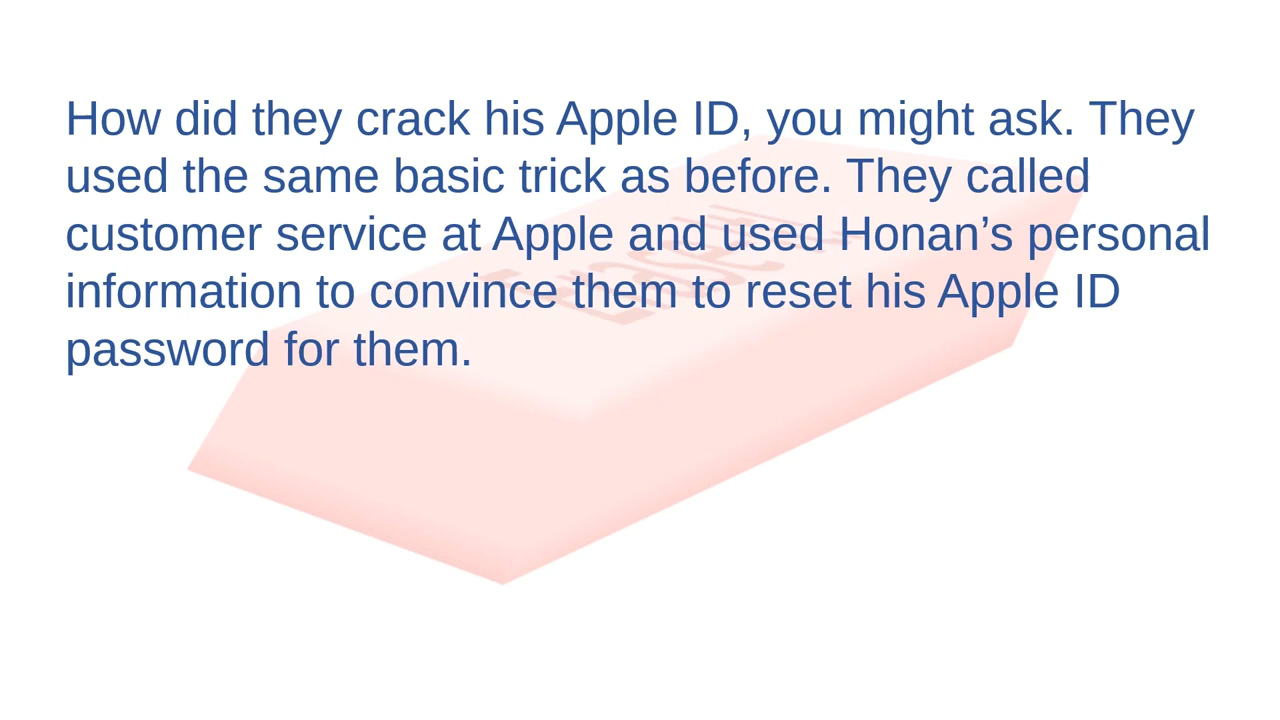 How did they crack his Apple ID, you might ask. They
used the same basic trick as before. They called
customer service at Apple and used Honan’s personal
information to convince them to reset his Apple ID
password for them.